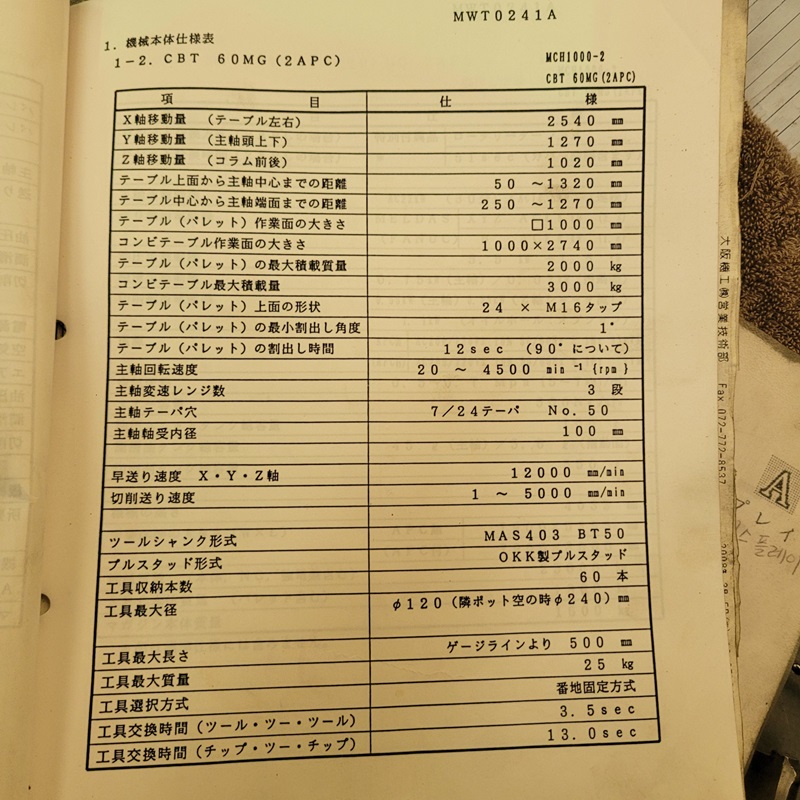 MWT0241A
1. 機械本体仕様表
1-2. CBT 60MG(2APC)
MCH1000-2
CBT 60MG(2APC)
項 目 仕 様
X軸移動量 (テーブル左右) 2540 mm
Y軸移動量 (主軸頭上下) 1270 mm
Z軸移動量 (コラム前後) 1020 mm
テーブル上面から主軸中心までの距離 50 ~1320 mm
テーブル中心から主軸端面までの距離 250 ~1270 mm
テーブル(パレット)作業面の大きさ □1000 mm
コンビテーブル作業面の大きさ 1000×2740 mm
テーブル(パレット)の最大積載質量 2000 kg
コンビテーブル最大積載量 3000 kg
テーブル(パレット)上面の形状 24 × M16タップ
テーブル(パレット)の最小割出し角度 1°
テーブル(パレット)の割出し時間 12sec (90°について)
主軸回転速度 20 ~ 4500 min⁻¹ {rpm}
主軸変速レンジ数 3 段
主軸テーパ穴 7/24テーパ No.50
主軸軸受内径 100 mm
早送り速度 X・Y・Z軸 12000 mm/min
切削送り速度 1 ~ 5000 mm/min
ツールシャンク形式 MAS403 BT50
プルスタッド形式 OKK製プルスタッド
工具収納本数 60 本
工具最大径 φ120(隣ポット空の時φ240) mm
工具最大長さ ゲージラインより 500 mm
工具最大質量 25 kg
工具選択方式 番地固定方式
工具交換時間(ツール・ツー・ツール) 3.5sec
工具交換時間(チップ・ツー・チップ) 13.0sec
大阪機工㈱営業技術部 Fax 072-772-8537
A
プレイ